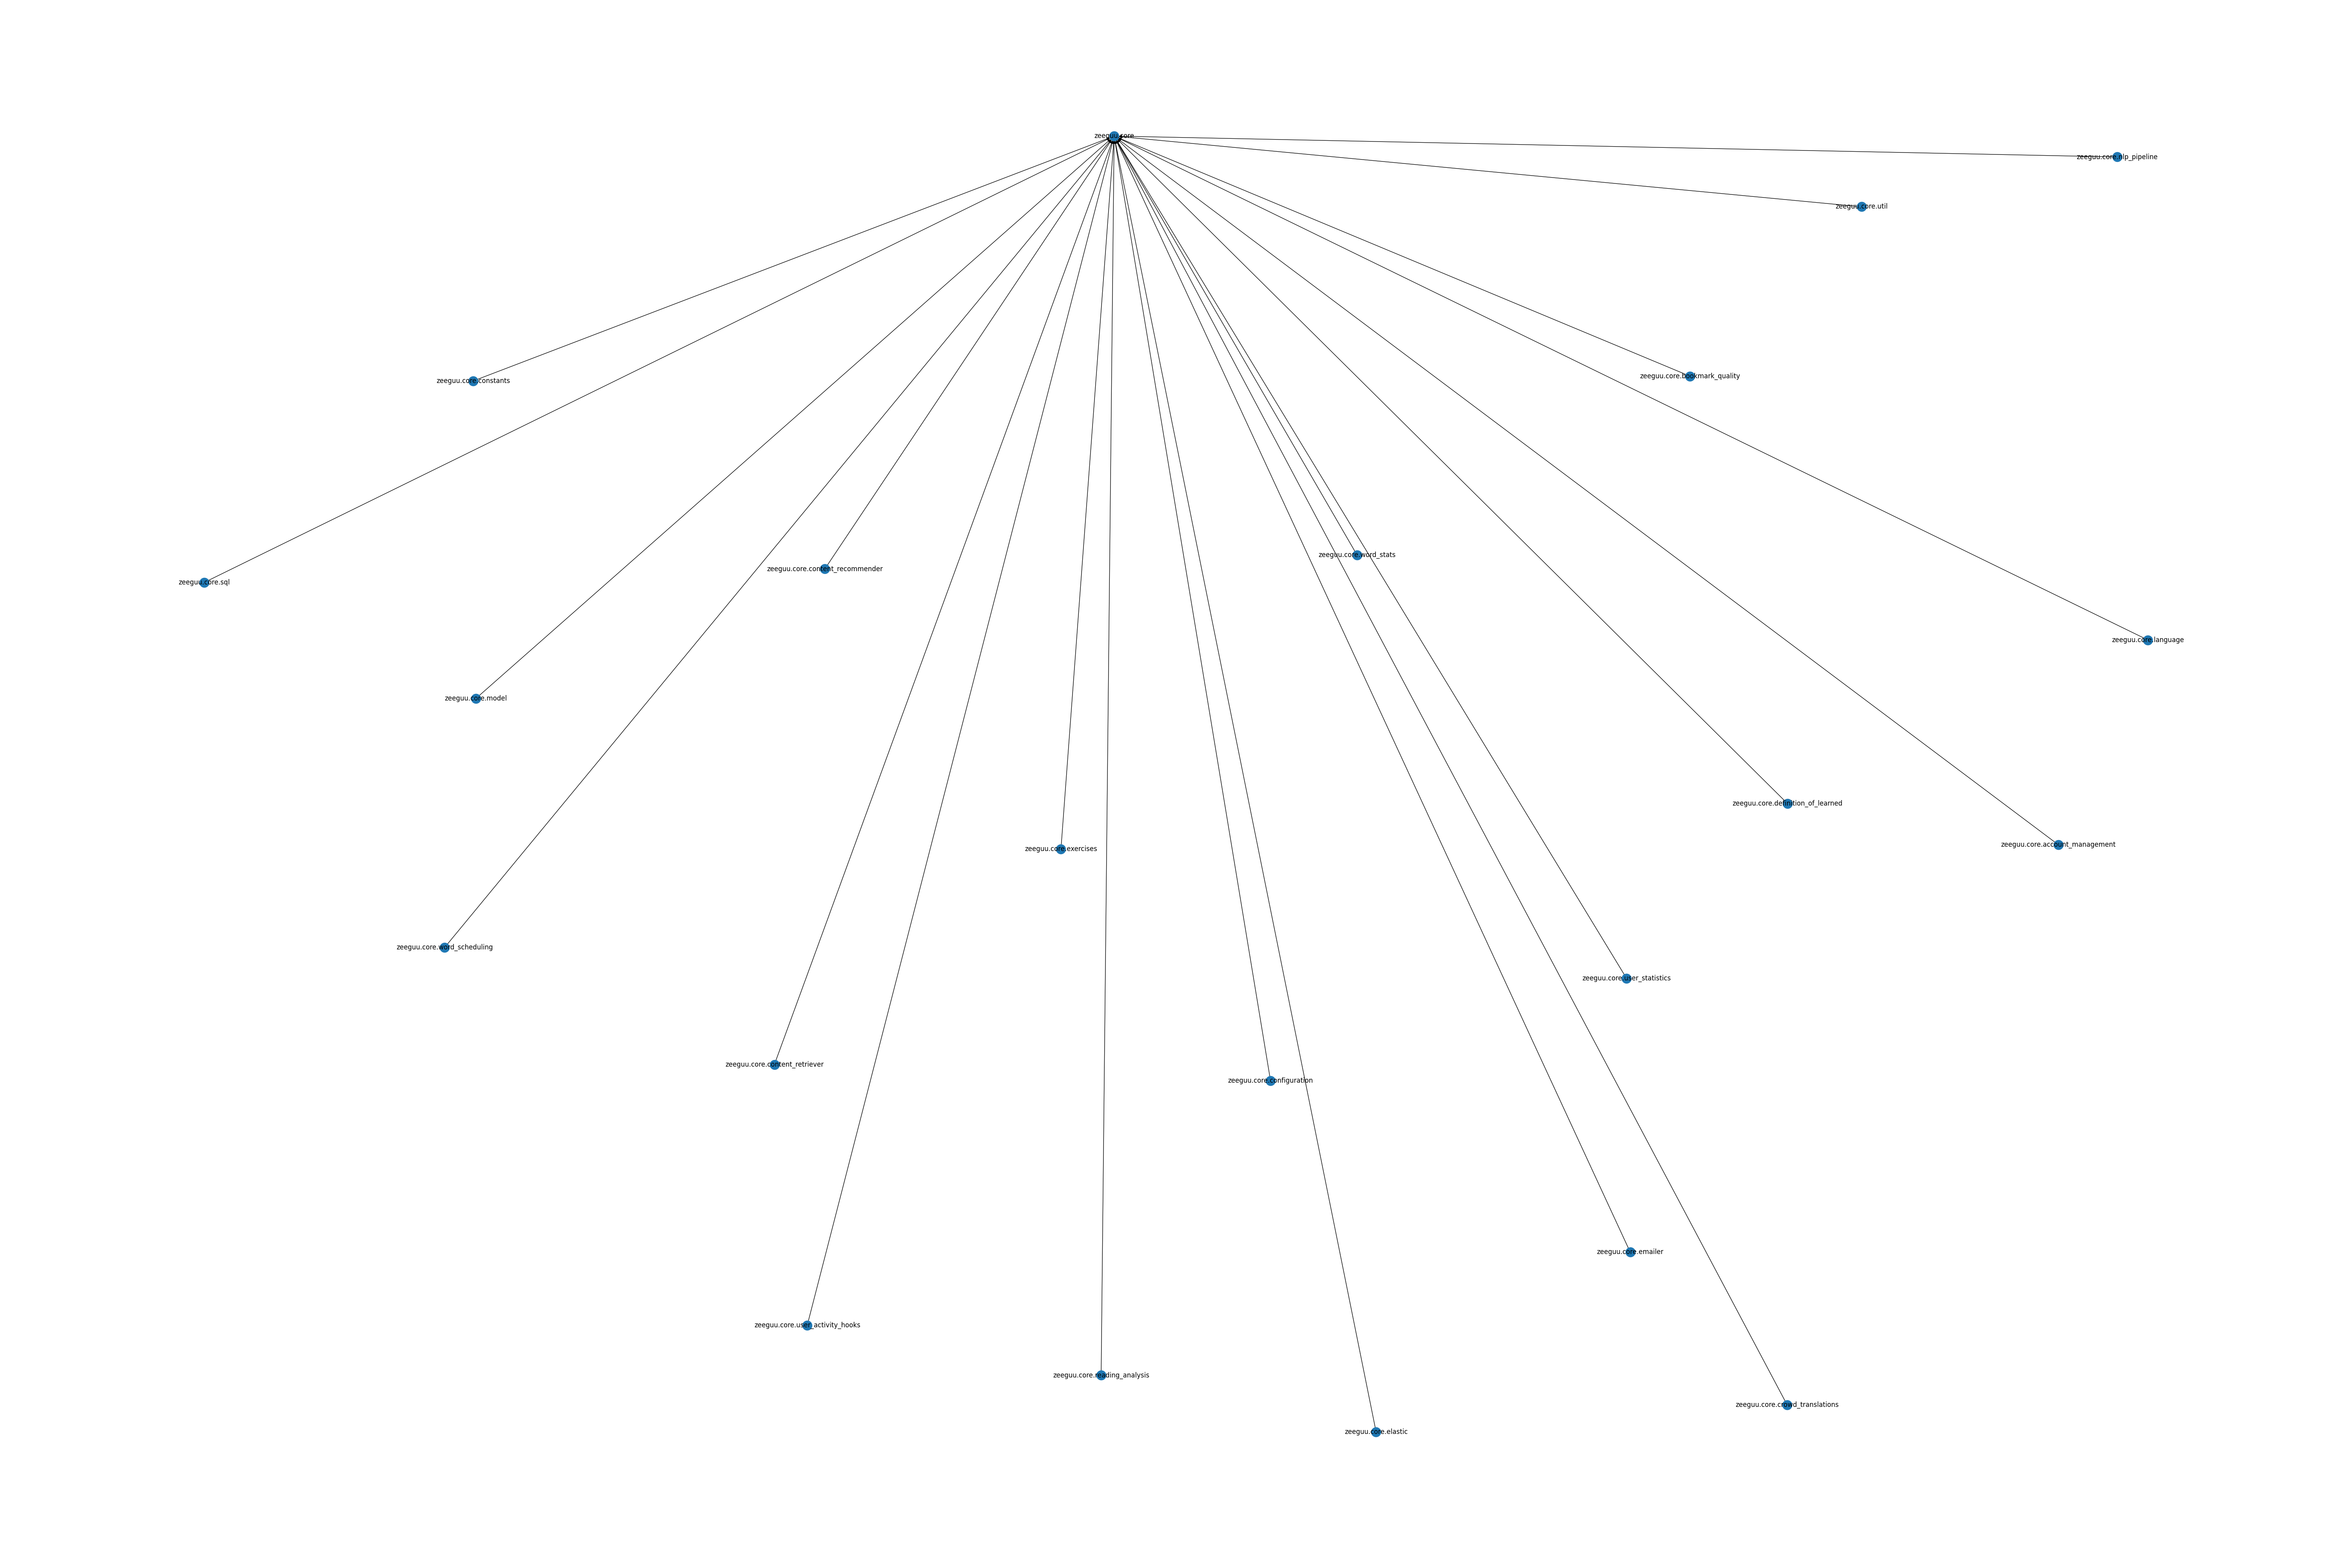 zeeguu.core
zeeguu.core.nlp_pipeline
zeeguu.core.util
zeeguu.core.bookmark_quality
zeeguu.core.constants
zeeguu.core.word_stats
zeeguu.core.content_recommender
zeeguu.core.sql
zeeguu.core.language
zeeguu.core.model
zeeguu.core.definition_of_learned
zeeguu.core.account_management
zeeguu.core.exercises
zeeguu.core.word_scheduling
zeeguu.core.user_statistics
zeeguu.core.content_retriever
zeeguu.core.configuration
zeeguu.core.emailer
zeeguu.core.user_activity_hooks
zeeguu.core.reading_analysis
zeeguu.core.crowd_translations
zeeguu.core.elastic